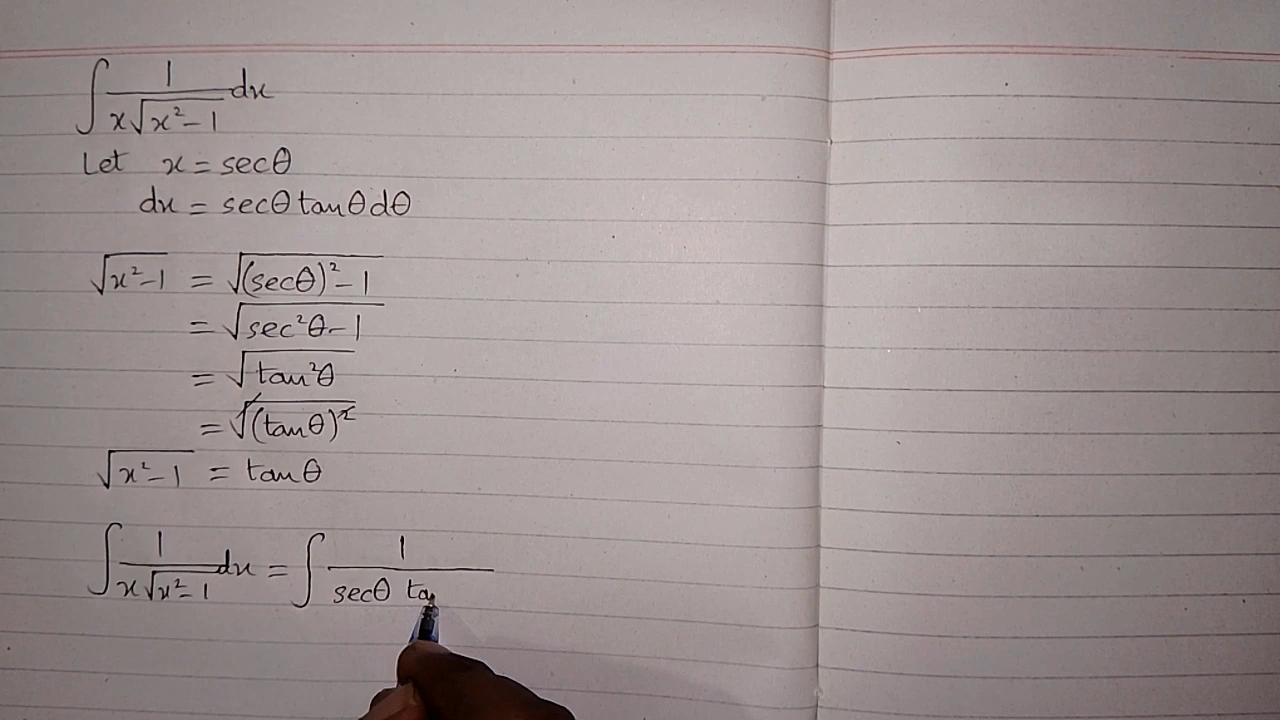 ∫ 1/(x√(x²-1)) dx
Let x = secθ
dx = secθ tanθ dθ
√(x²-1) = √((secθ)²-1)
= √(sec²θ-1)
= √(tan²θ)
= √((tanθ)²)
√(x²-1) = tanθ
∫ 1/(x√(x²-1)) dx = ∫ 1/(secθ ta